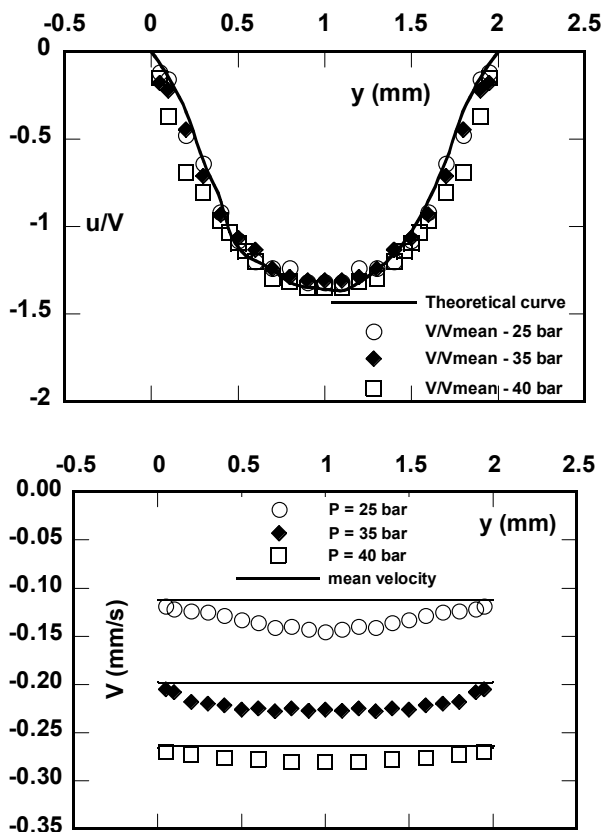 -0.5 0 0.5 1 1.5 2 2.5
0
y (mm)
-0.5
u/V
-1
Theoretical curve
-1.5
V/Vmean - 25 bar
V/Vmean - 35 bar
V/Vmean - 40 bar
-2
-0.5 0 0.5 1 1.5 2 2.5
0.00
P = 25 bar
y (mm)
P = 35 bar
-0.05
P = 40 bar
mean velocity
-0.10
V (mm/s)
-0.15
-0.20
-0.25
-0.30
-0.35